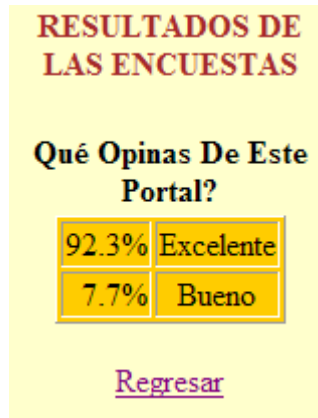 RESULTADOS DE
LAS ENCUESTAS
Qué Opinas De Este
Portal?
92.3% Excelente
7.7% Bueno
Regresar